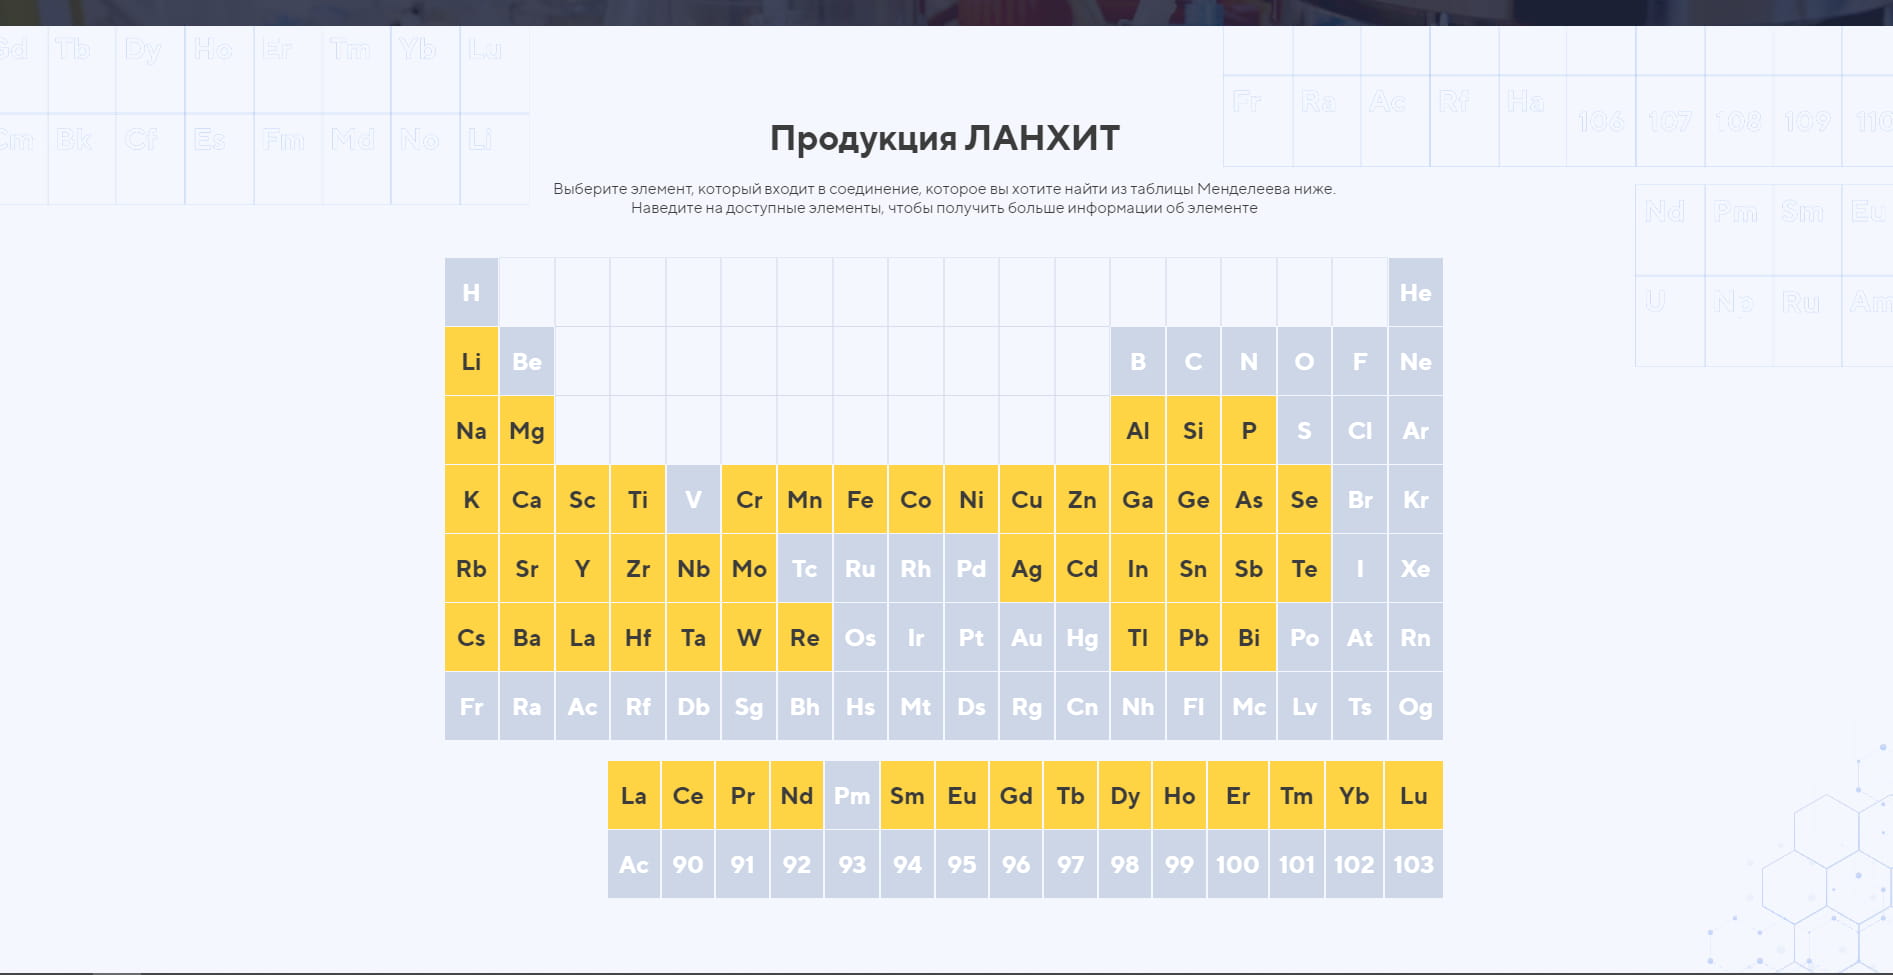 Gd Tb Dy Ho Er Tm Yb Lu
Cm Bk Cf Es Fm Md No Li
Fr Ra Ac Rf Ha 106 107 108 109 110
Продукция ЛАНХИТ
Выберите элемент, который входит в соединение, которое вы хотите найти из таблицы Менделеева ниже.
Наведите на доступные элементы, чтобы получить больше информации об элементе
Nd Pm Sm Eu
U Np Ru Am
H He
Li Be B C N O F Ne
Na Mg Al Si P S Cl Ar
K Ca Sc Ti V Cr Mn Fe Co Ni Cu Zn Ga Ge As Se Br Kr
Rb Sr Y Zr Nb Mo Tc Ru Rh Pd Ag Cd In Sn Sb Te I Xe
Cs Ba La Hf Ta W Re Os Ir Pt Au Hg Tl Pb Bi Po At Rn
Fr Ra Ac Rf Db Sg Bh Hs Mt Ds Rg Cn Nh Fl Mc Lv Ts Og
La Ce Pr Nd Pm Sm Eu Gd Tb Dy Ho Er Tm Yb Lu
Ac 90 91 92 93 94 95 96 97 98 99 100 101 102 103